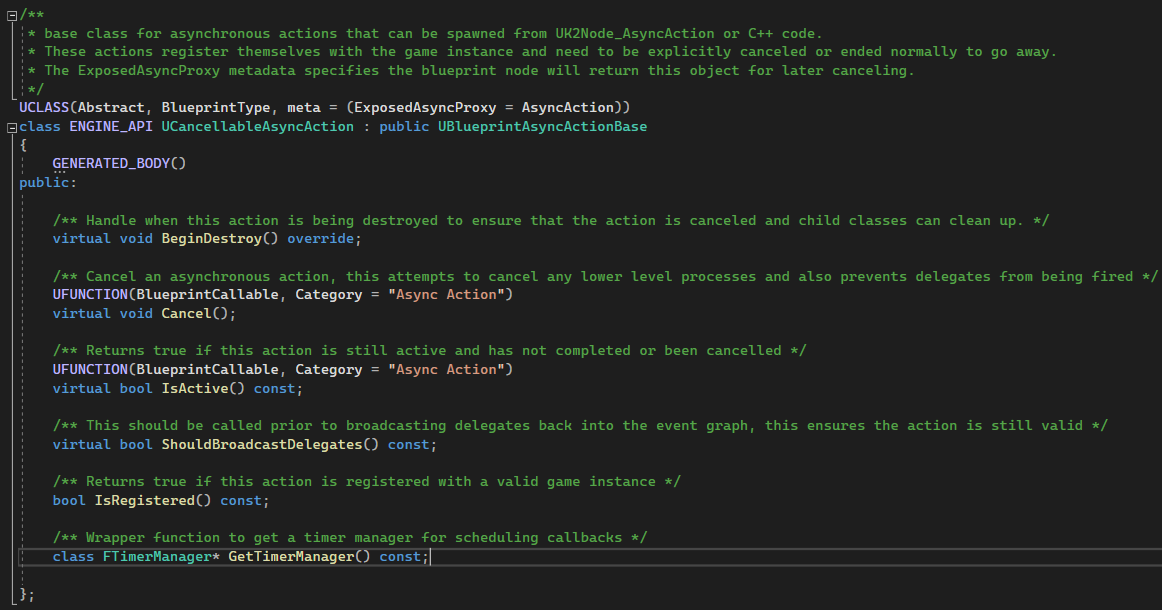 /**
 * base class for asynchronous actions that can be spawned from UK2Node_AsyncAction or C++ code.
 * These actions register themselves with the game instance and need to be explicitly canceled or ended normally to go away.
 * The ExposedAsyncProxy metadata specifies the blueprint node will return this object for later canceling.
 */
UCLASS(Abstract, BlueprintType, meta = (ExposedAsyncProxy = AsyncAction))
class ENGINE_API UCancellableAsyncAction : public UBlueprintAsyncActionBase
{
    GENERATED_BODY()
public:

    /** Handle when this action is being destroyed to ensure that the action is canceled and child classes can clean up. */
    virtual void BeginDestroy() override;

    /** Cancel an asynchronous action, this attempts to cancel any lower level processes and also prevents delegates from being fired */
    UFUNCTION(BlueprintCallable, Category = "Async Action")
    virtual void Cancel();

    /** Returns true if this action is still active and has not completed or been cancelled */
    UFUNCTION(BlueprintCallable, Category = "Async Action")
    virtual bool IsActive() const;

    /** This should be called prior to broadcasting delegates back into the event graph, this ensures the action is still valid */
    virtual bool ShouldBroadcastDelegates() const;

    /** Returns true if this action is registered with a valid game instance */
    bool IsRegistered() const;

    /** Wrapper function to get a timer manager for scheduling callbacks */
    class FTimerManager* GetTimerManager() const;

};